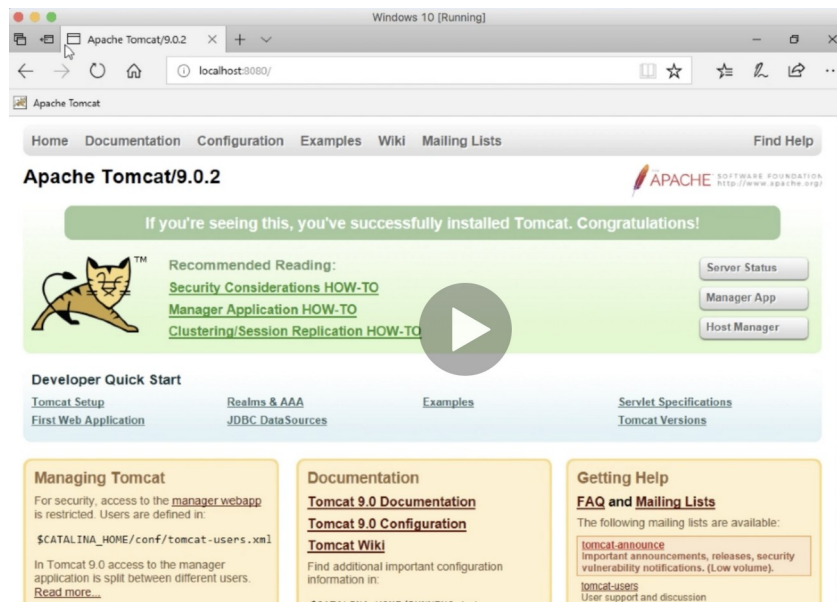 Windows 10 [Running]
Apache Tomcat/9.0.2
localhost:8080/
Apache Tomcat
Home Documentation Configuration Examples Wiki Mailing Lists Find Help
Apache Tomcat/9.0.2
APACHE SOFTWARE FOUNDATION
http://www.apache.org/
If you're seeing this, you've successfully installed Tomcat. Congratulations!
TM
Recommended Reading:
Security Considerations HOW-TO
Manager Application HOW-TO
Clustering/Session Replication HOW-TO
Server Status
Manager App
Host Manager
Developer Quick Start
Tomcat Setup
First Web Application
Realms & AAA
JDBC DataSources
Examples
Servlet Specifications
Tomcat Versions
Managing Tomcat
For security, access to the manager webapp
is restricted. Users are defined in:
$CATALINA_HOME/conf/tomcat-users.xml
In Tomcat 9.0 access to the manager
application is split between different users.
Read more...
Documentation
Tomcat 9.0 Documentation
Tomcat 9.0 Configuration
Tomcat Wiki
Find additional important configuration
information in:
Getting Help
FAQ and Mailing Lists
The following mailing lists are available:
tomcat-announce
Important announcements, releases, security
vulnerability notifications. (Low volume).
tomcat-users
User support and discussion